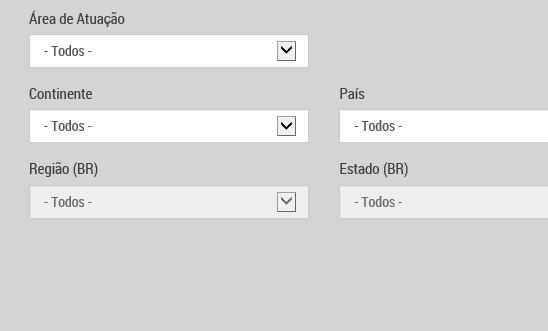 Área de Atuação
- Todos -
Continente
País
- Todos -
- Todos -
Região (BR)
Estado (BR)
- Todos -
- Todos -